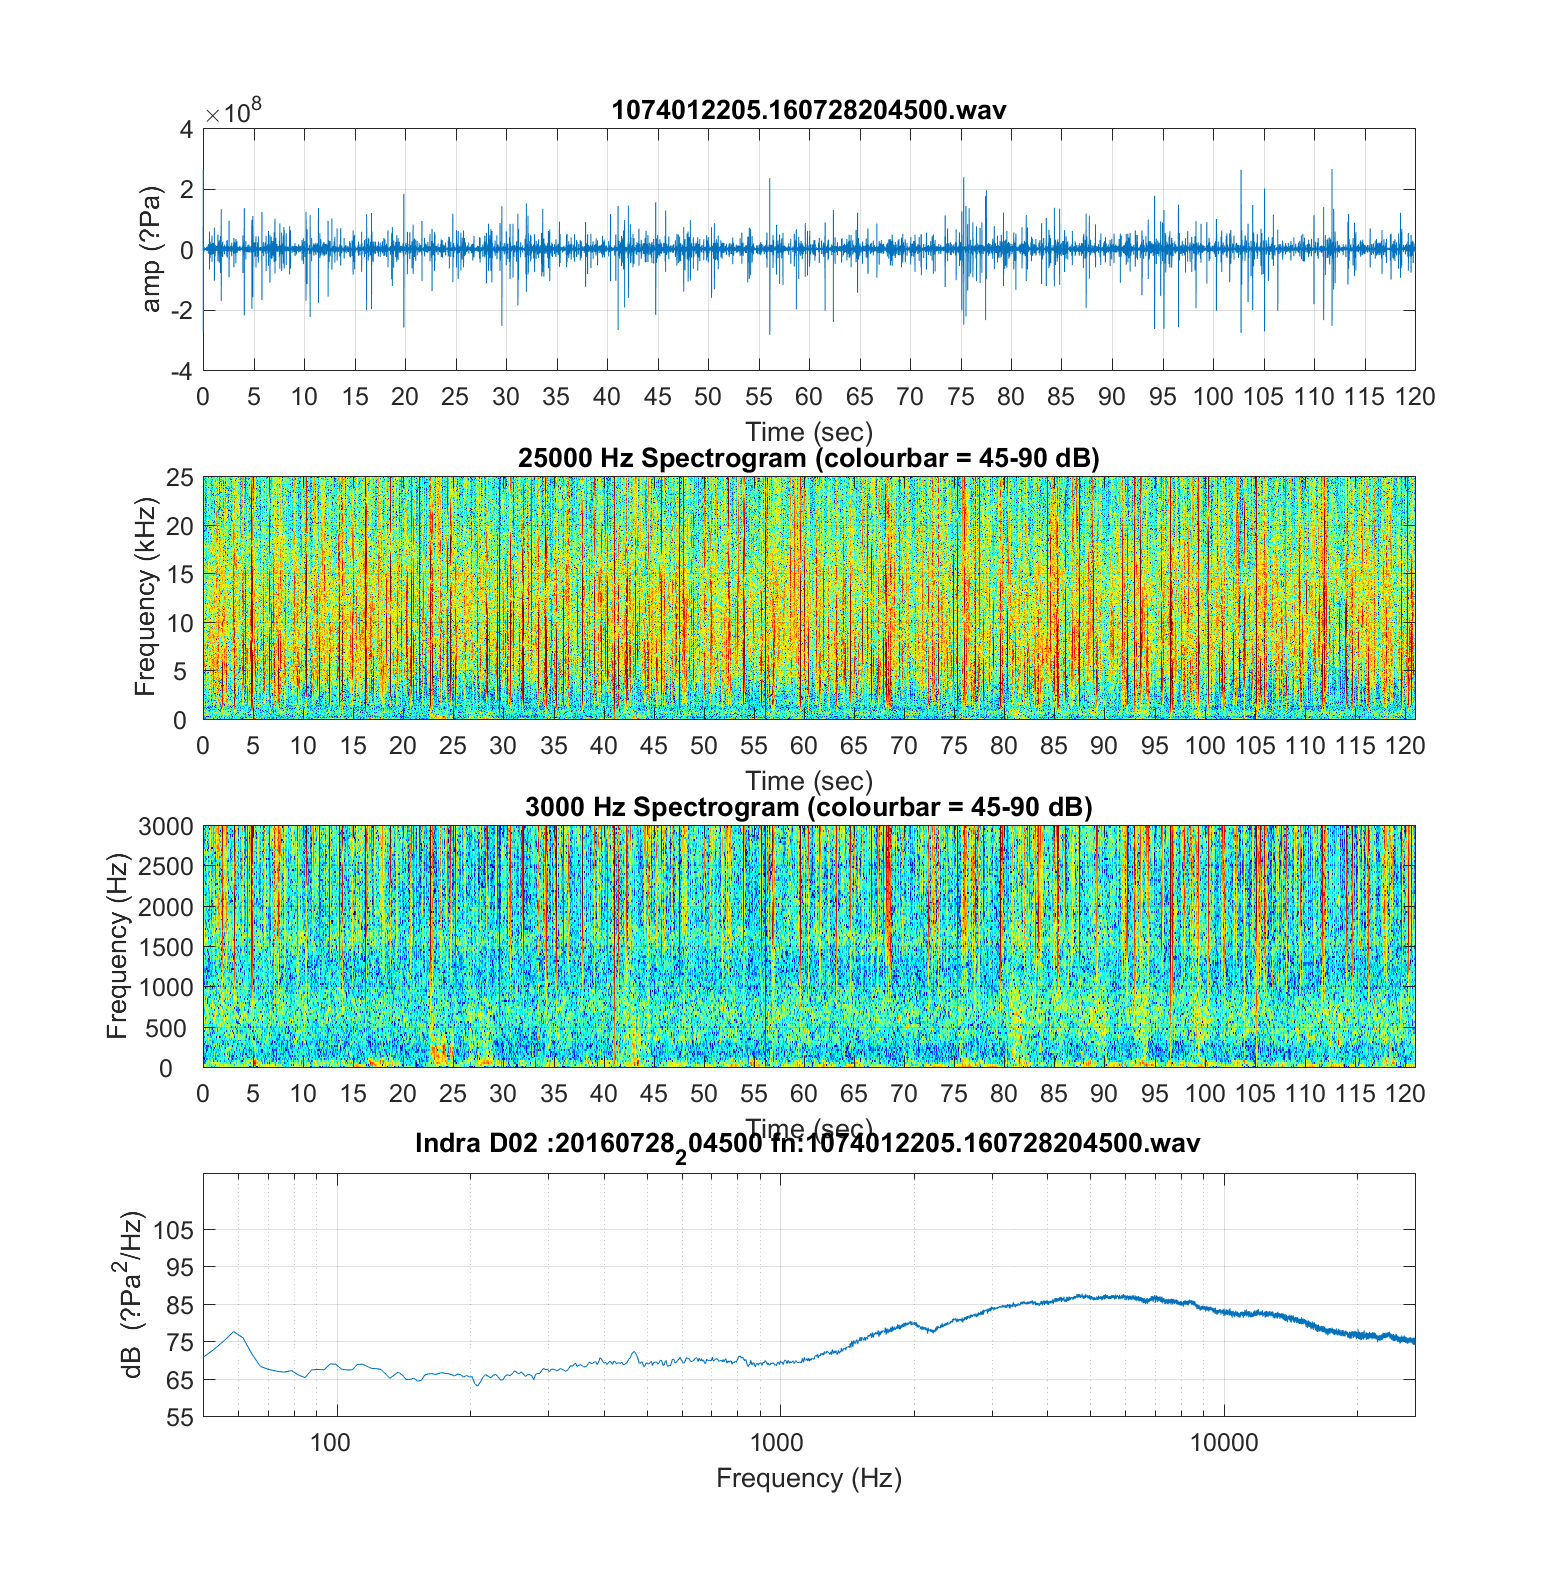 ×10⁸
1074012205.160728204500.wav
4
2
0
-2
-4
amp (?Pa)
0 5 10 15 20 25 30 35 40 45 50 55 60 65 70 75 80 85 90 95 100 105 110 115 120
Time (sec)
25000 Hz Spectrogram (colourbar = 45-90 dB)
25
20
15
10
5
0
Frequency (kHz)
0 5 10 15 20 25 30 35 40 45 50 55 60 65 70 75 80 85 90 95 100 105 110 115 120
Time (sec)
3000 Hz Spectrogram (colourbar = 45-90 dB)
3000
2500
2000
1500
1000
500
0
Frequency (Hz)
0 5 10 15 20 25 30 35 40 45 50 55 60 65 70 75 80 85 90 95 100 105 110 115 120
Time (sec)
Indra D02 :20160728₂04500 fn:1074012205.160728204500.wav
105
95
85
75
65
55
dB (?Pa²/Hz)
100 1000 10000
Frequency (Hz)